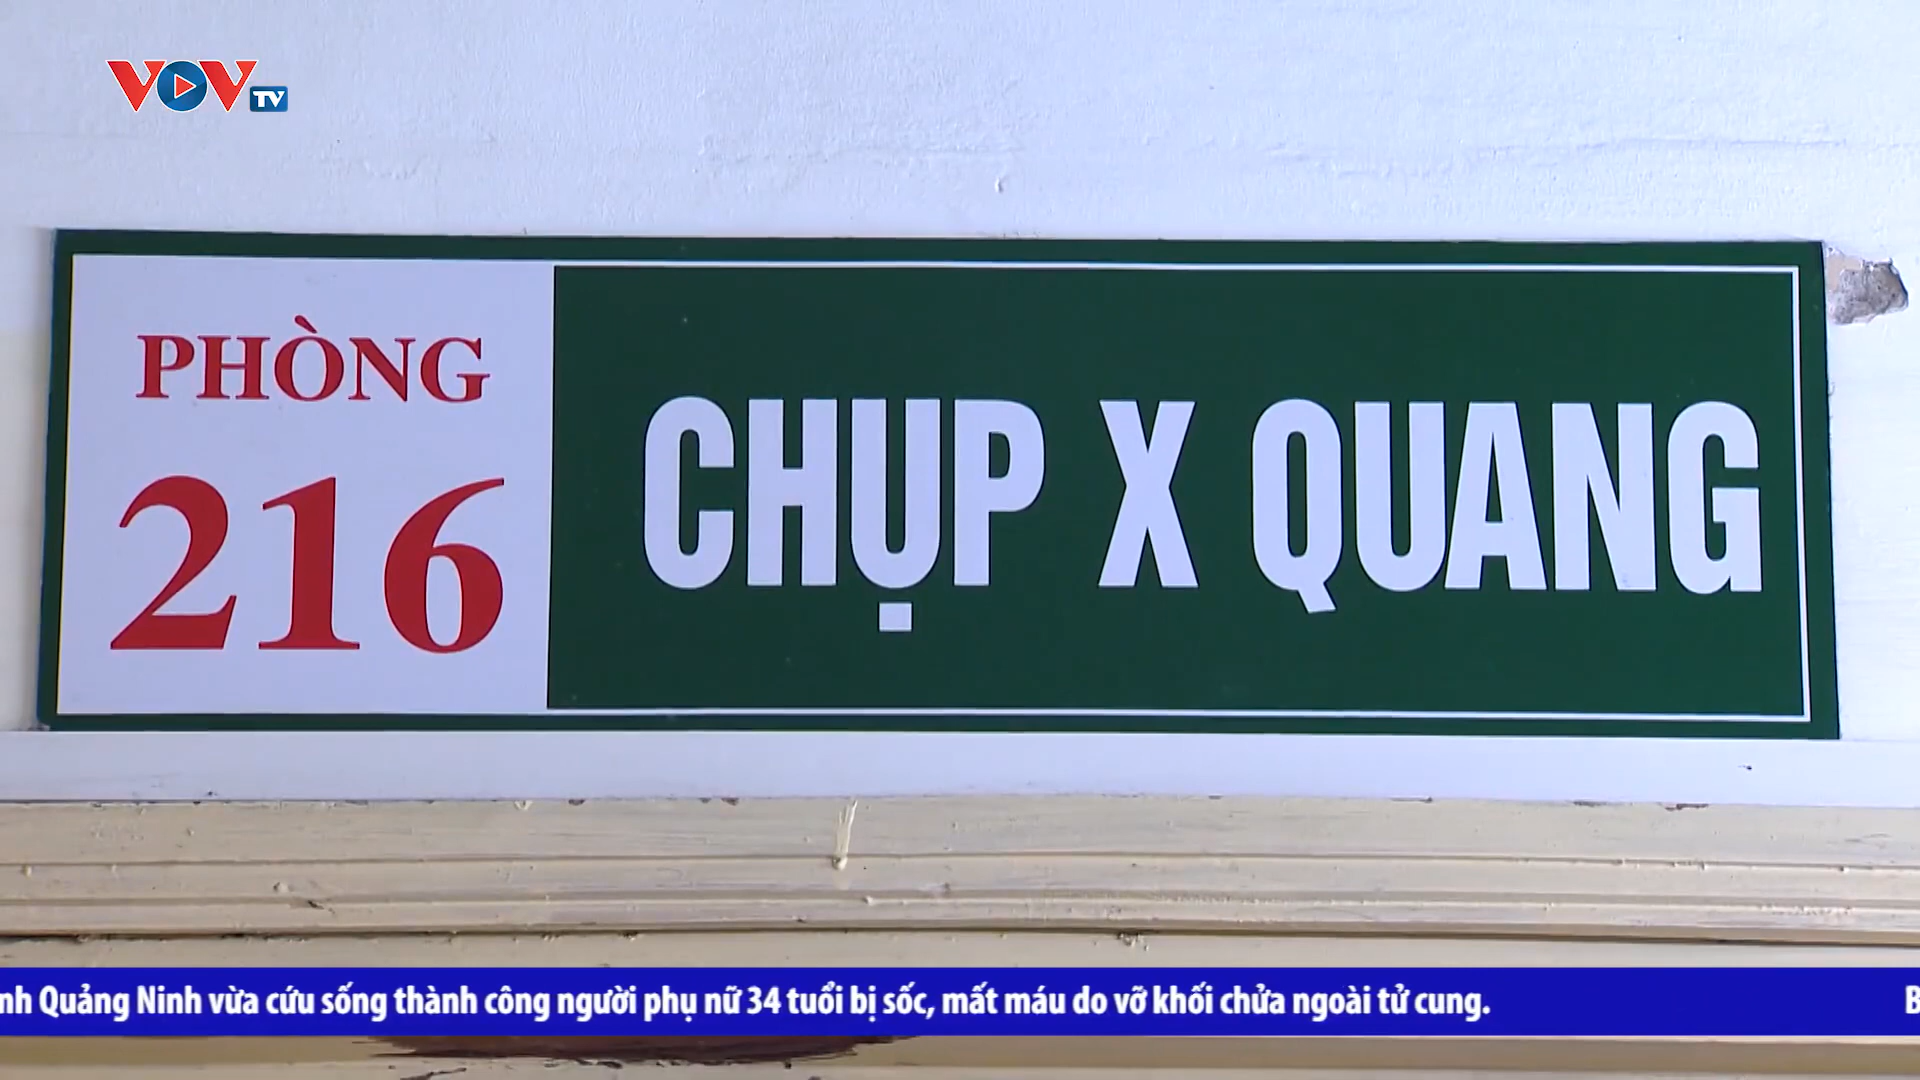 VOV TV
PHÒNG
216
CHỤP X QUANG
nh Quảng Ninh vừa cứu sống thành công người phụ nữ 34 tuổi bị sốc, mất máu do vỡ khối chửa ngoài tử cung.